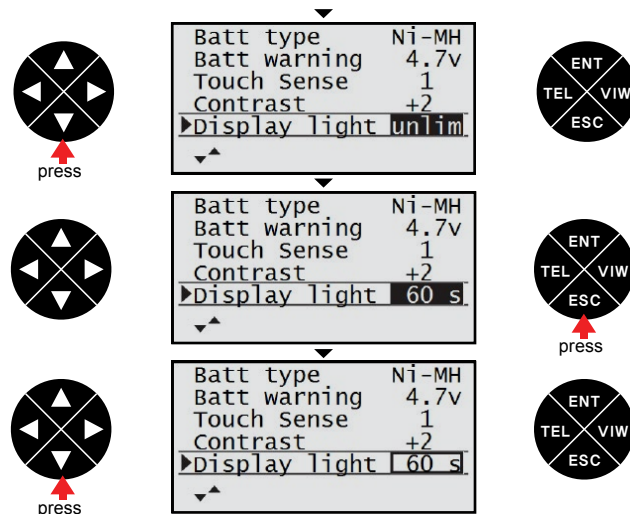 Batt type Ni-MH
Batt warning 4.7v
Touch Sense 1
Contrast +2
Display light unlim
ENT
TEL VIW
ESC
press
Batt type Ni-MH
Batt warning 4.7v
Touch Sense 1
Contrast +2
Display light 60 s
ENT
TEL VIW
ESC
press
Batt type Ni-MH
Batt warning 4.7v
Touch Sense 1
Contrast +2
Display light 60 s
ENT
TEL VIW
ESC
press